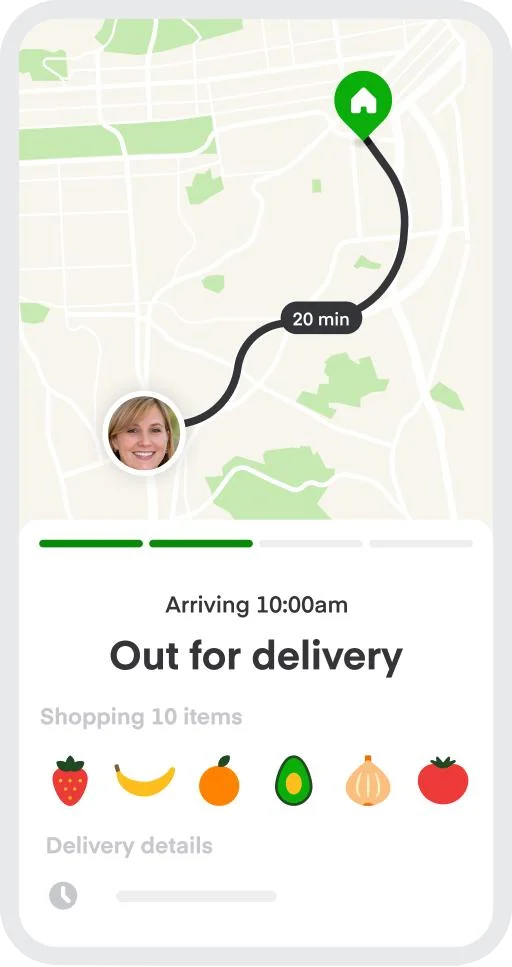 20 min
Arriving 10:00am
Out for delivery
Shopping 10 items
Delivery details